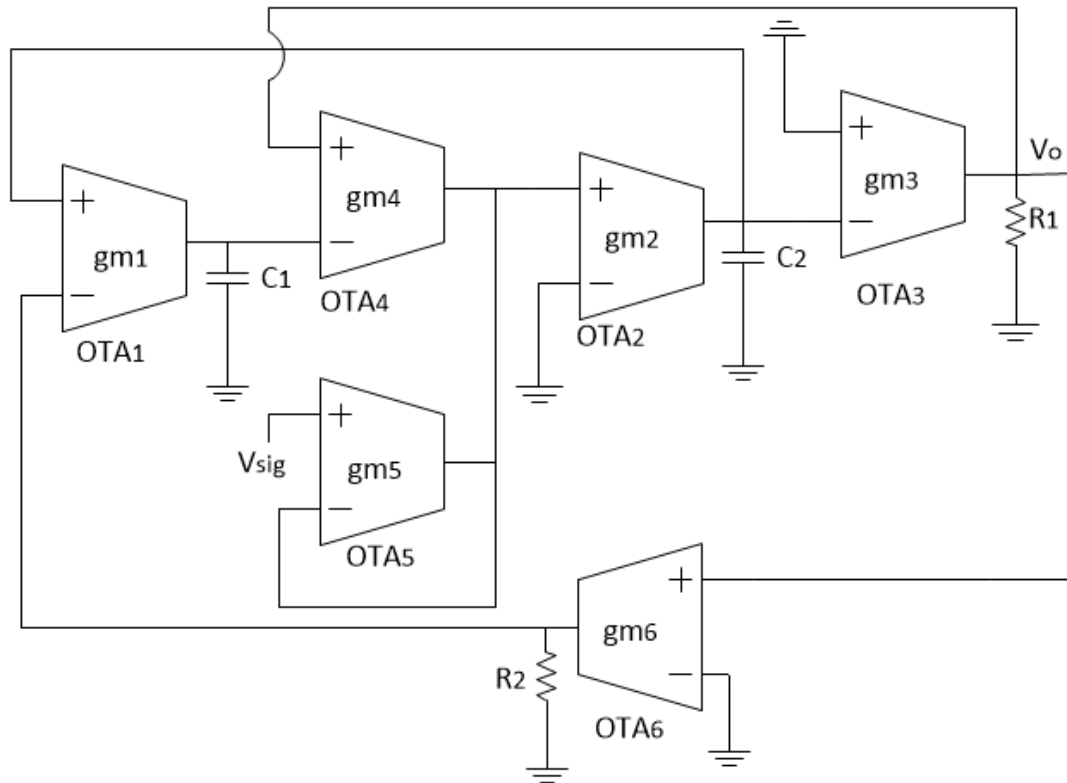 Vo
+
gm3
−
OTA3
R1
+
gm4
−
OTA4
+
gm2
−
OTA2
C2
+
gm1
−
OTA1
C1
Vsig
+
gm5
−
OTA5
+
gm6
−
OTA6
R2